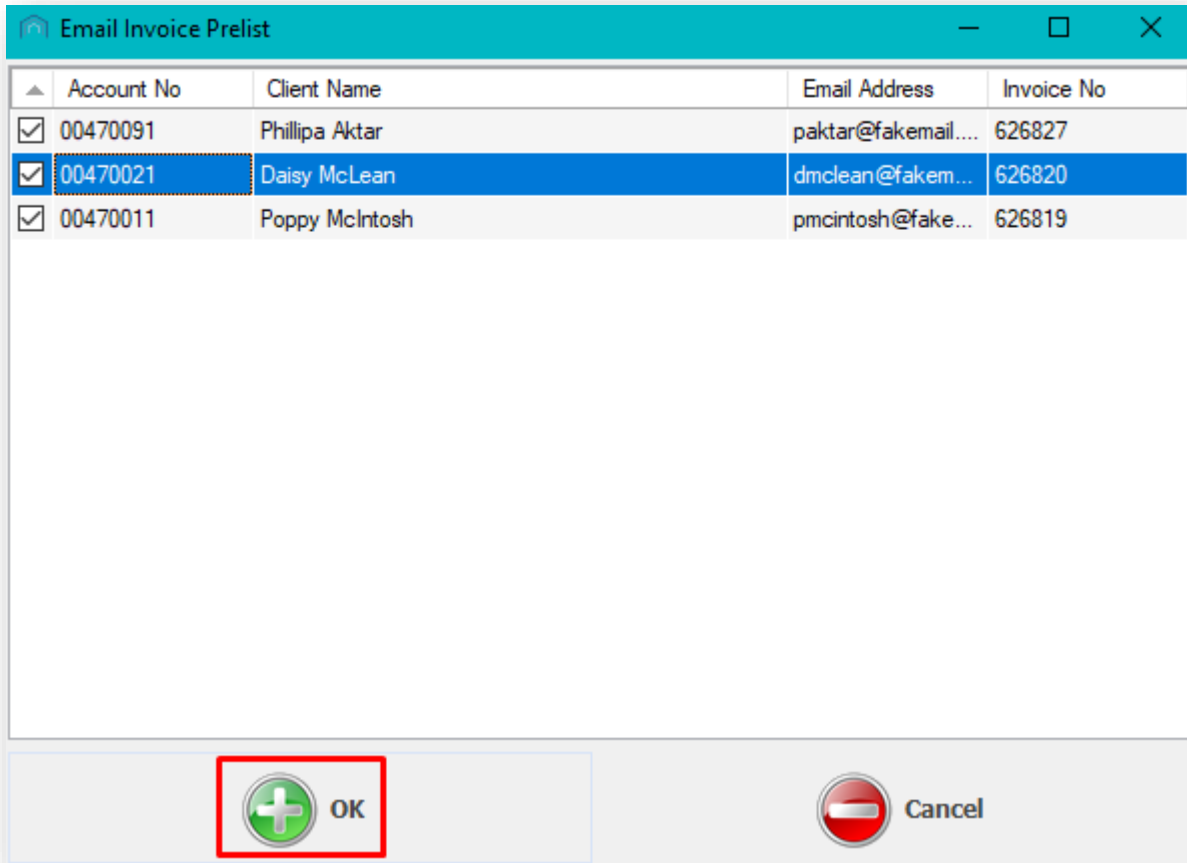 Email Invoice Prelist
Account No Client Name Email Address Invoice No
00470091 Phillipa Aktar paktar@fakemail.... 626827
00470021 Daisy McLean dmclean@fakem... 626820
00470011 Poppy McIntosh pmcintosh@fake... 626819
OK Cancel